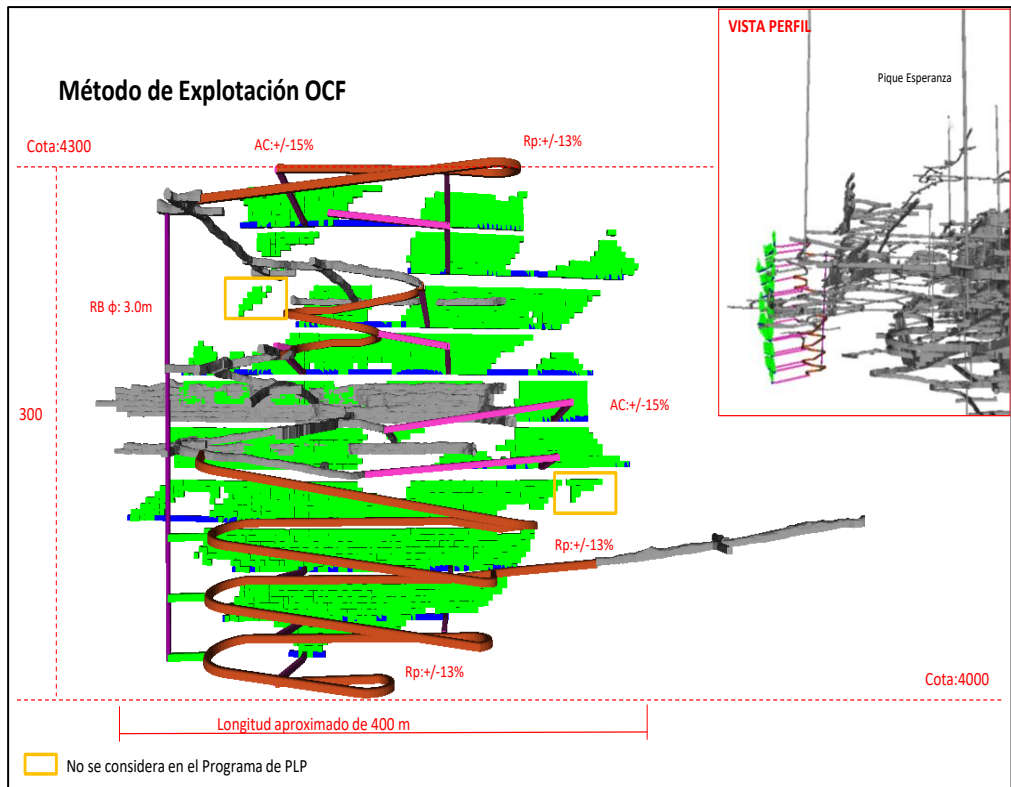 VISTA PERFIL
Pique Esperanza
Método de Explotación OCF
Cota:4300
AC:+/-15%
Rp:+/-13%
RB ф: 3.0m
300
AC:+/-15%
Rp:+/-13%
Rp:+/-13%
Cota:4000
Longitud aproximado de 400 m
No se considera en el Programa de PLP